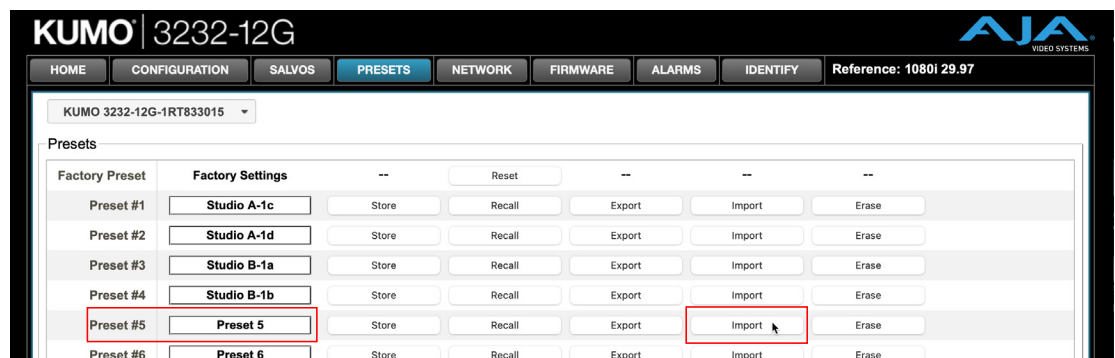 KUMO 3232-12G
AJA
VIDEO SYSTEMS
HOME CONFIGURATION SALVOS PRESETS NETWORK FIRMWARE ALARMS IDENTIFY Reference: 1080i 29.97
KUMO 3232-12G-1RT833015
Presets
Factory Preset Factory Settings -- Reset -- -- --
Preset #1 Studio A-1c Store Recall Export Import Erase
Preset #2 Studio A-1d Store Recall Export Import Erase
Preset #3 Studio B-1a Store Recall Export Import Erase
Preset #4 Studio B-1b Store Recall Export Import Erase
Preset #5 Preset 5 Store Recall Export Import Erase
Preset #6 Preset 6 Store Recall Export Import Erase